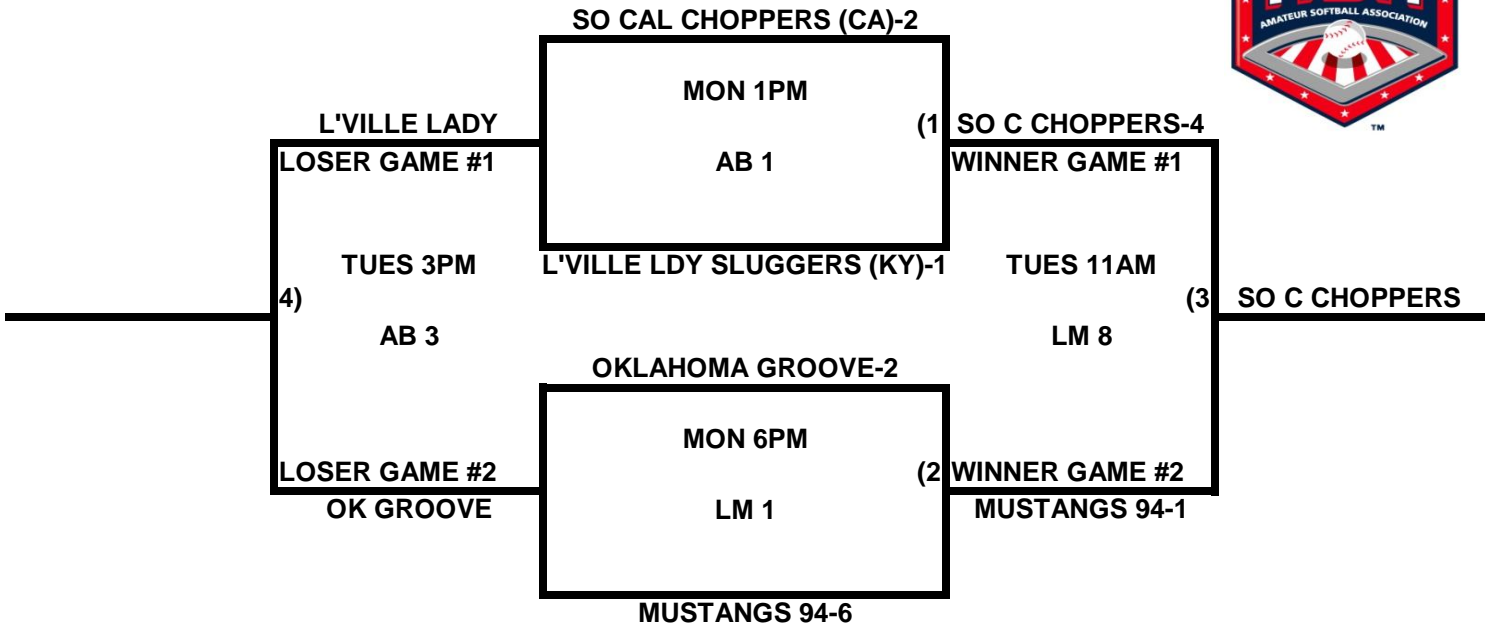 SO CAL CHOPPERS (CA)-2
AMATEUR SOFTBALL ASSOCIATION
TM
MON 1PM
L'VILLE LADY
(1 SO C CHOPPERS-4
LOSER GAME #1
AB 1
WINNER GAME #1
TUES 3PM
L'VILLE LDY SLUGGERS (KY)-1
TUES 11AM
4)
(3 SO C CHOPPERS
AB 3
LM 8
OKLAHOMA GROOVE-2
MON 6PM
LOSER GAME #2
(2 WINNER GAME #2
OK GROOVE
LM 1
MUSTANGS 94-1
MUSTANGS 94-6